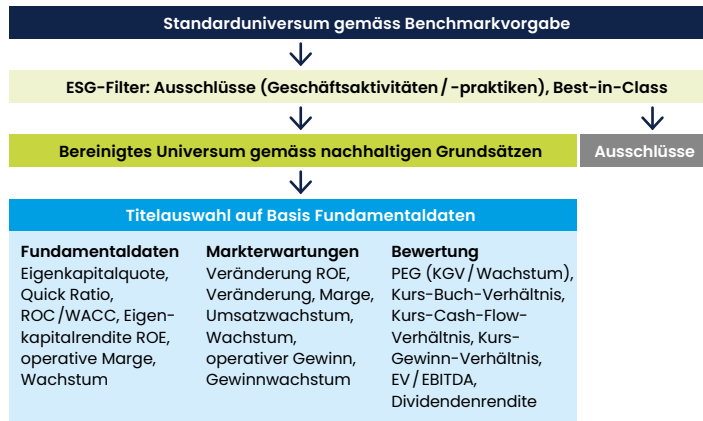 Standarduniversum gemäss Benchmarkvorgabe
ESG-Filter: Ausschlüsse (Geschäftsaktivitäten / -praktiken), Best-in-Class
Bereinigtes Universum gemäss nachhaltigen Grundsätzen
Ausschlüsse
Titelauswahl auf Basis Fundamentaldaten
Fundamentaldaten
Eigenkapitalquote,
Quick Ratio,
ROC / WACC, Eigen-
kapitalrendite ROE,
operative Marge,
Wachstum
Markterwartungen
Veränderung ROE,
Veränderung, Marge,
Umsatzwachstum,
Wachstum,
operativer Gewinn,
Gewinnwachstum
Bewertung
PEG (KGV / Wachstum),
Kurs-Buch-Verhältnis,
Kurs-Cash-Flow-
Verhältnis, Kurs-
Gewinn-Verhältnis,
EV / EBITDA,
Dividendenrendite